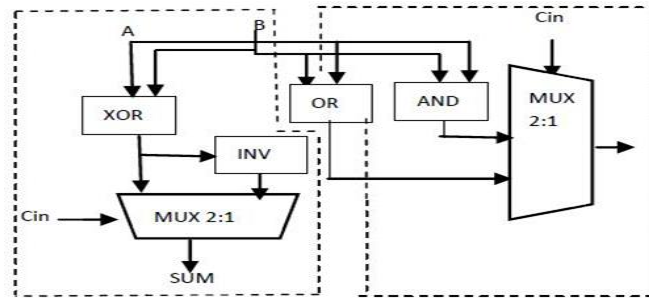 Cin
A
B
XOR
OR
AND
MUX
2:1
INV
Cin
MUX 2:1
SUM